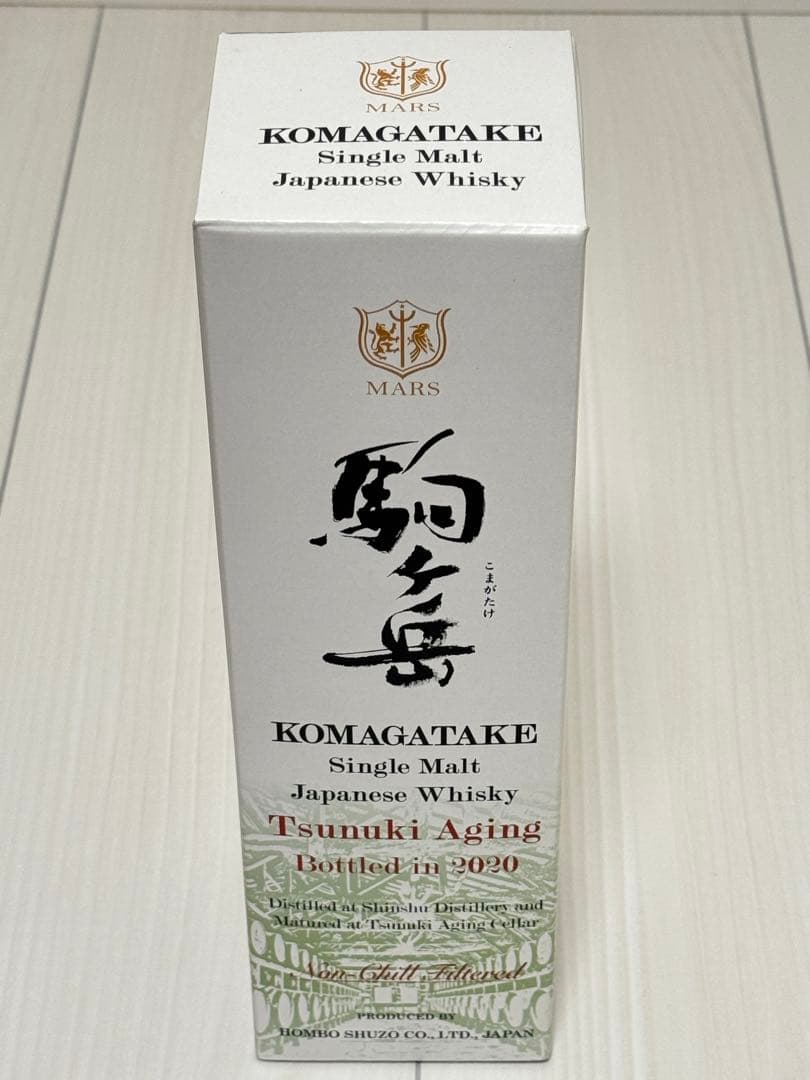 MARS
KOMAGATAKE
Single Malt
Japanese Whisky
MARS
駒ヶ岳
こまがたけ
KOMAGATAKE
Single Malt
Japanese Whisky
Tsunuki Aging
Bottled in 2020
Distilled at Shinshu Distillery and
Matured at Tsunuki Aging Cellar
Non-Chill Filtered
PRODUCED BY
HOMBO SHUZO CO., LTD., JAPAN